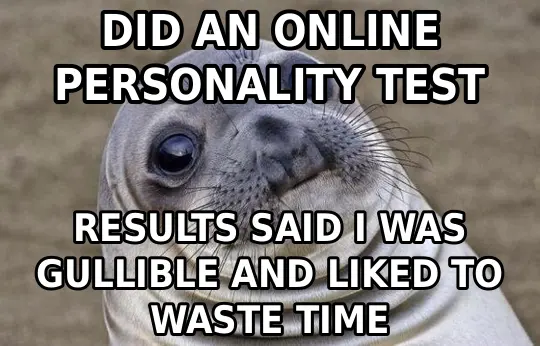 DID AN ONLINE
PERSONALITY TEST
RESULTS SAID I WAS
GULLIBLE AND LIKED TO
WASTE TIME